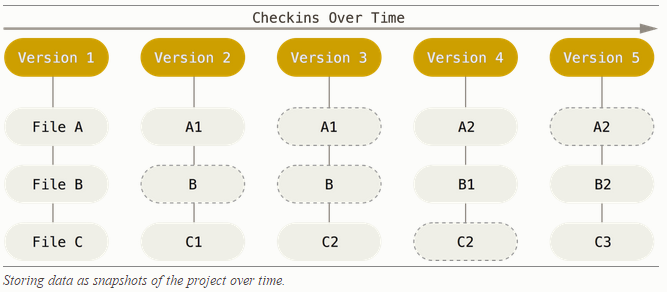 Checkins Over Time
Version 1 Version 2 Version 3 Version 4 Version 5
File A A1 A1 A2 A2
File B B B B1 B2
File C C1 C2 C2 C3
Storing data as snapshots of the project over time.